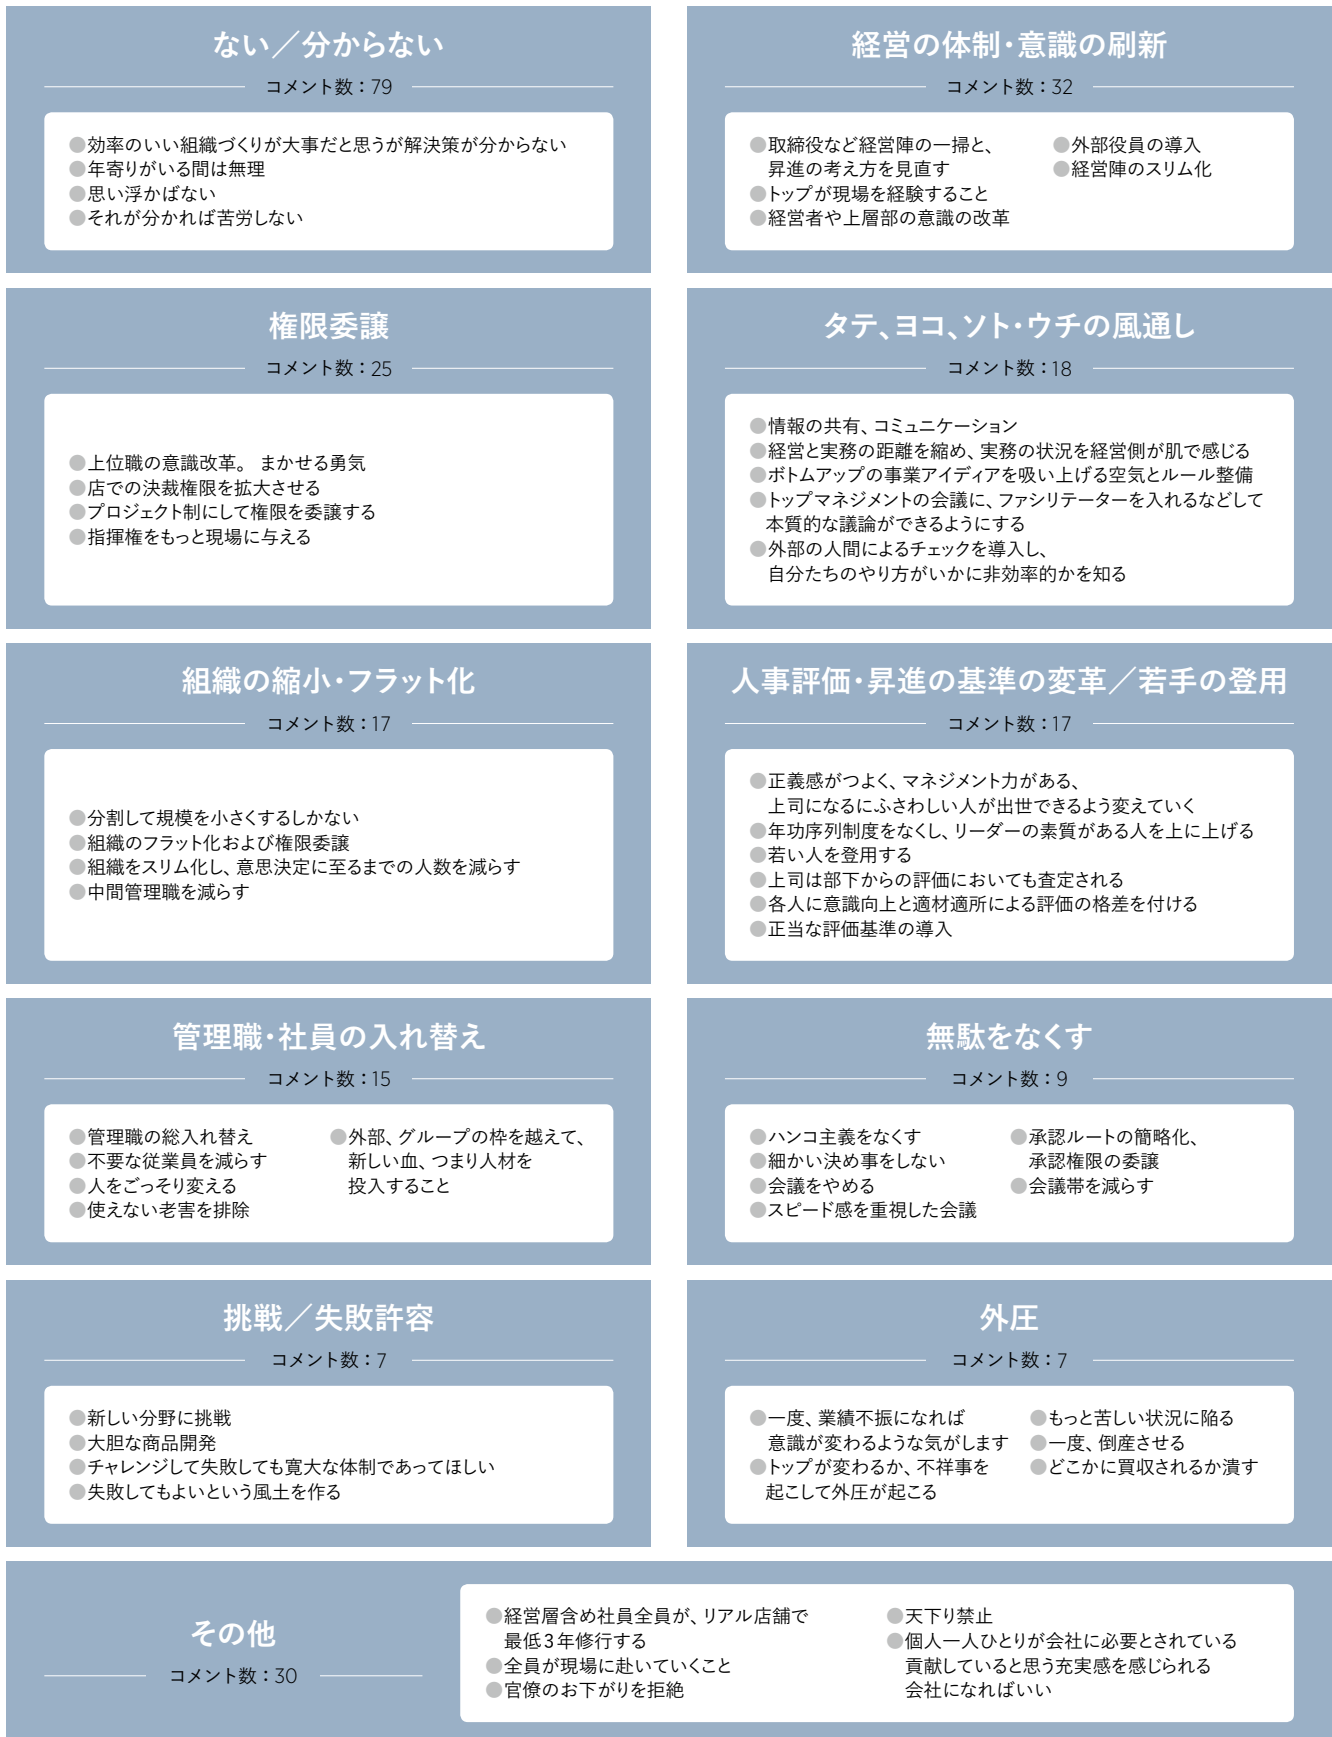 ない／分からない
コメント数：79
●効率のいい組織づくりが大事だと思うが解決策が分からない
●年寄りがいる間は無理
●思い浮かばない
●それが分かれば苦労しない
経営の体制・意識の刷新
コメント数：32
●取締役など経営陣の一掃と、
昇進の考え方を見直す
●トップが現場を経験すること
●経営者や上層部の意識の改革
●外部役員の導入
●経営陣のスリム化
権限委譲
コメント数：25
●上位職の意識改革。 まかせる勇気
●店での決裁権限を拡大させる
●プロジェクト制にして権限を委譲する
●指揮権をもっと現場に与える
タテ、ヨコ、ソト・ウチの風通し
コメント数：18
●情報の共有、コミュニケーション
●経営と実務の距離を縮め、実務の状況を経営側が肌で感じる
●ボトムアップの事業アイディアを吸い上げる空気とルール整備
●トップマネジメントの会議に、ファシリテーターを入れるなどして
本質的な議論ができるようにする
●外部の人間によるチェックを導入し、
自分たちのやり方がいかに非効率的かを知る
組織の縮小・フラット化
コメント数：17
●分割して規模を小さくするしかない
●組織のフラット化および権限委譲
●組織をスリム化し、意思決定に至るまでの人数を減らす
●中間管理職を減らす
人事評価・昇進の基準の変革／若手の登用
コメント数：17
●正義感がつよく、マネジメント力がある、
上司になるにふさわしい人が出世できるよう変えていく
●年功序列制度をなくし、リーダーの素質がある人を上に上げる
●若い人を登用する
●上司は部下からの評価においても査定される
●各人に意識向上と適材適所による評価の格差を付ける
●正当な評価基準の導入
管理職・社員の入れ替え
コメント数：15
●管理職の総入れ替え
●不要な従業員を減らす
●人をごっそり変える
●使えない老害を排除
●外部、グループの枠を越えて、
新しい血、つまり人材を
投入すること
無駄をなくす
コメント数：9
●ハンコ主義をなくす
●細かい決め事をしない
●会議をやめる
●スピード感を重視した会議
●承認ルートの簡略化、
承認権限の委譲
●会議帯を減らす
挑戦／失敗許容
コメント数：7
●新しい分野に挑戦
●大胆な商品開発
●チャレンジして失敗しても寛大な体制であってほしい
●失敗してもよいという風土を作る
外圧
コメント数：7
●一度、業績不振になれば
意識が変わるような気がします
●トップが変わるか、不祥事を
起こして外圧が起こる
●もっと苦しい状況に陥る
●一度、倒産させる
●どこかに買収されるか潰す
その他
コメント数：30
●経営層含め社員全員が、リアル店舗で
最低3年修行する
●全員が現場に赴いていくこと
●官僚のお下がりを拒絶
●天下り禁止
●個人一人ひとりが会社に必要とされている
貢献していると思う充実感を感じられる
会社になればいい